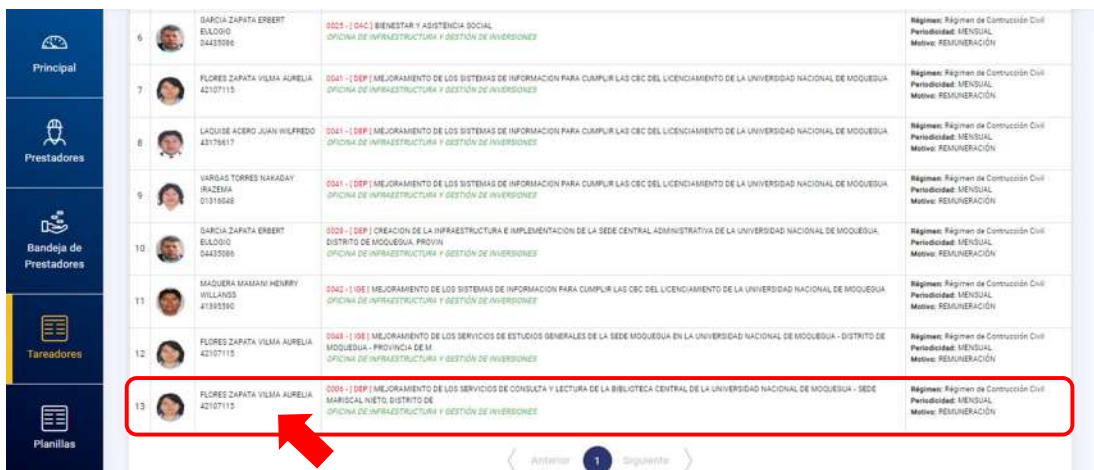 Principal
Prestadores
Bandeja de
Prestadores
Tareadores
Planillas
6
GARCIA ZAPATA ERBERT
EULOGIO
04435086
0025 - [ OAC ] BIENESTAR Y ASISTENCIA SOCIAL
OFICINA DE INFRAESTRUCTURA Y GESTIÓN DE INVERSIONES
Régimen: Régimen de Contrucción Civil
Periodicidad: MENSUAL
Motivo: REMUNERACIÓN
7
FLORES ZAPATA VILMA AURELIA
42107115
0041 - [ DEP ] MEJORAMIENTO DE LOS SISTEMAS DE INFORMACION PARA CUMPLIR LAS CBC DEL LICENCIAMIENTO DE LA UNIVERSIDAD NACIONAL DE MOQUEGUA
OFICINA DE INFRAESTRUCTURA Y GESTIÓN DE INVERSIONES
Régimen: Régimen de Contrucción Civil
Periodicidad: MENSUAL
Motivo: REMUNERACIÓN
8
LAQUISE ACERO JUAN WILFREDO
43176617
0041 - [ DEP ] MEJORAMIENTO DE LOS SISTEMAS DE INFORMACION PARA CUMPLIR LAS CBC DEL LICENCIAMIENTO DE LA UNIVERSIDAD NACIONAL DE MOQUEGUA
OFICINA DE INFRAESTRUCTURA Y GESTIÓN DE INVERSIONES
Régimen: Régimen de Contrucción Civil
Periodicidad: MENSUAL
Motivo: REMUNERACIÓN
9
VARGAS TORRES NAKADAY
IRAZEMA
01316048
0041 - [ DEP ] MEJORAMIENTO DE LOS SISTEMAS DE INFORMACION PARA CUMPLIR LAS CBC DEL LICENCIAMIENTO DE LA UNIVERSIDAD NACIONAL DE MOQUEGUA
OFICINA DE INFRAESTRUCTURA Y GESTIÓN DE INVERSIONES
Régimen: Régimen de Contrucción Civil
Periodicidad: MENSUAL
Motivo: REMUNERACIÓN
10
GARCIA ZAPATA ERBERT
EULOGIO
04435086
0028 - [ DEP ] CREACION DE LA INFRAESTRUCTURA E IMPLEMENTACION DE LA SEDE CENTRAL ADMINISTRATIVA DE LA UNIVERSIDAD NACIONAL DE MOQUEGUA,
DISTRITO DE MOQUEGUA, PROVIN
OFICINA DE INFRAESTRUCTURA Y GESTIÓN DE INVERSIONES
Régimen: Régimen de Contrucción Civil
Periodicidad: MENSUAL
Motivo: REMUNERACIÓN
11
MAQUERA MAMANI HENRRY
WILLANSS
41395590
0042 - [ IGE ] MEJORAMIENTO DE LOS SISTEMAS DE INFORMACION PARA CUMPLIR LAS CBC DEL LICENCIAMIENTO DE LA UNIVERSIDAD NACIONAL DE MOQUEGUA
OFICINA DE INFRAESTRUCTURA Y GESTIÓN DE INVERSIONES
Régimen: Régimen de Contrucción Civil
Periodicidad: MENSUAL
Motivo: REMUNERACIÓN
12
FLORES ZAPATA VILMA AURELIA
42107115
0048 - [ IGE ] MEJORAMIENTO DE LOS SERVICIOS DE ESTUDIOS GENERALES DE LA SEDE MOQUEGUA EN LA UNIVERSIDAD NACIONAL DE MOQUEGUA - DISTRITO DE
MOQUEGUA - PROVINCIA DE M
OFICINA DE INFRAESTRUCTURA Y GESTIÓN DE INVERSIONES
Régimen: Régimen de Contrucción Civil
Periodicidad: MENSUAL
Motivo: REMUNERACIÓN
13
FLORES ZAPATA VILMA AURELIA
42107115
0006 - [ DEP ] MEJORAMIENTO DE LOS SERVICIOS DE CONSULTA Y LECTURA DE LA BIBLIOTECA CENTRAL DE LA UNIVERSIDAD NACIONAL DE MOQUEGUA - SEDE
MARISCAL NIETO, DISTRITO DE
OFICINA DE INFRAESTRUCTURA Y GESTIÓN DE INVERSIONES
Régimen: Régimen de Contrucción Civil
Periodicidad: MENSUAL
Motivo: REMUNERACIÓN
Anterior 1 Siguiente